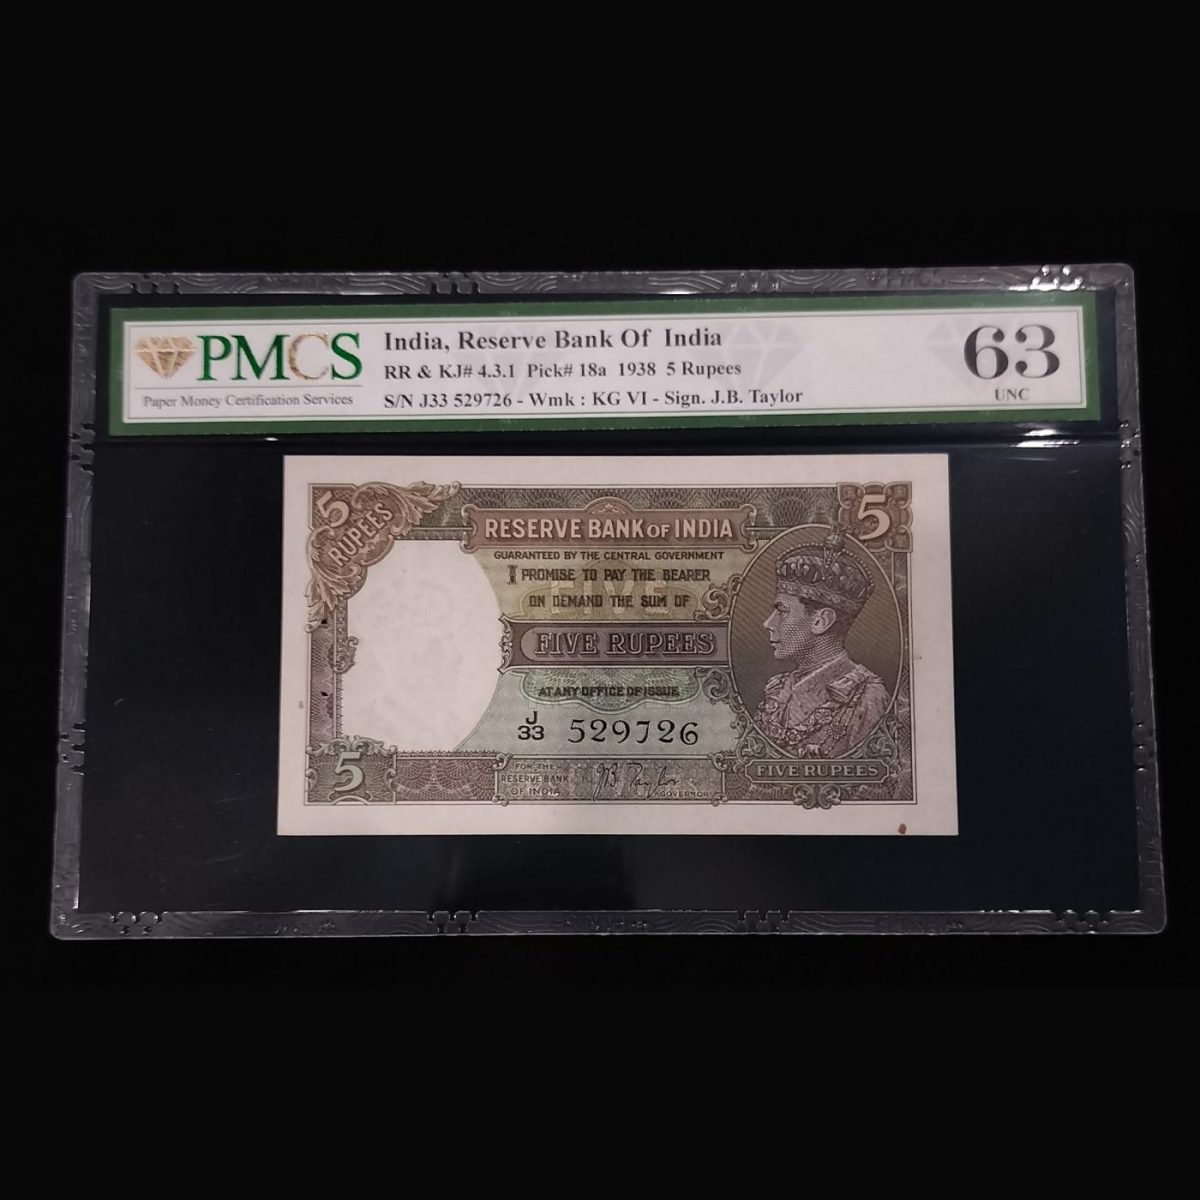 PMCS
Paper Money Certification Services
India, Reserve Bank Of India
RR & KJ# 4.3.1 Pick# 18a 1938 5 Rupees
S/N J33 529726 - Wmk : KG VI - Sign. J.B. Taylor
63
UNC
5
RUPEES
RESERVE BANK OF INDIA
5
GUARANTEED BY THE CENTRAL GOVERNMENT
I PROMISE TO PAY THE BEARER
ON DEMAND THE SUM OF
FIVE
FIVE RUPEES
AT ANY OFFICE OF ISSUE
J
33 529726
5
FOR THE
RESERVE BANK
OF INDIA
JB Taylor
GOVERNOR
FIVE RUPEES